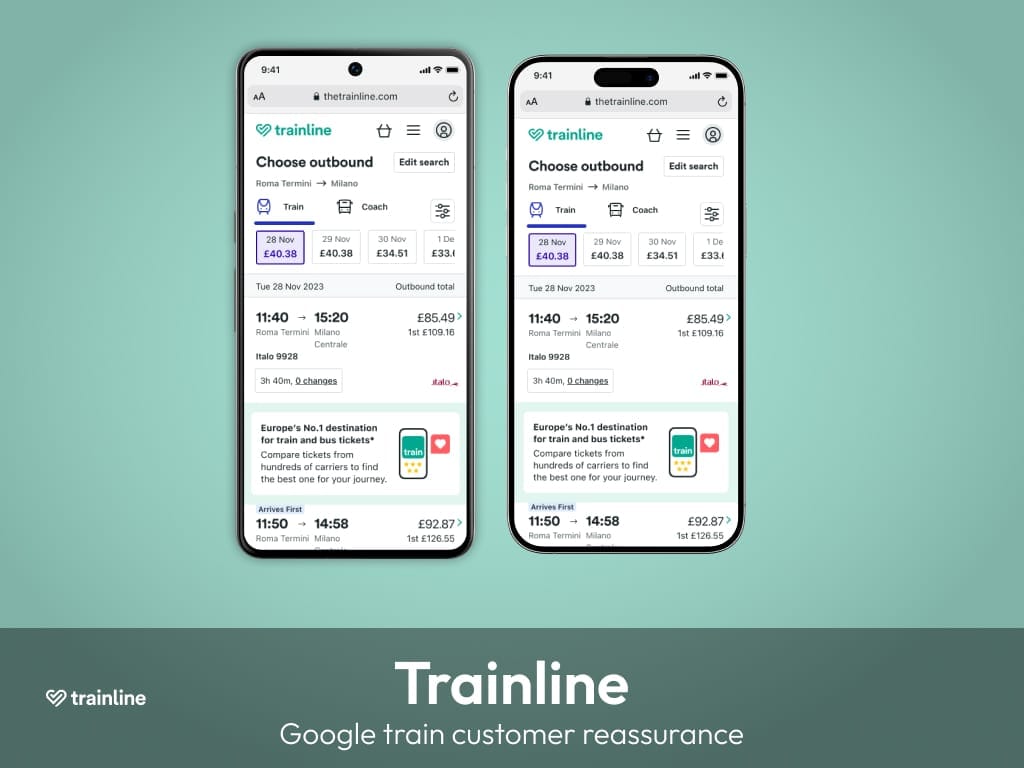 9:41
AA thetrainline.com
trainline
Choose outbound Edit search
Roma Termini → Milano
Train Coach
28 Nov 29 Nov 30 Nov 1 De
£40.38 £40.38 £34.51 £33.
Tue 28 Nov 2023 Outbound total
11:40 → 15:20 £85.49
Roma Termini Milano 1st £109.16
Centrale
Italo 9928
3h 40m, 0 changes italo
Europe's No.1 destination
for train and bus tickets*
Compare tickets from
hundreds of carriers to find
the best one for your journey.
train
Arrives First
11:50 → 14:58 £92.87
Roma Termini Milano 1st £126.55
9:41
AA thetrainline.com
trainline
Choose outbound Edit search
Roma Termini → Milano
Train Coach
28 Nov 29 Nov 30 Nov 1 De
£40.38 £40.38 £34.51 £33.
Tue 28 Nov 2023 Outbound total
11:40 → 15:20 £85.49
Roma Termini Milano 1st £109.16
Centrale
Italo 9928
3h 40m, 0 changes italo
Europe's No.1 destination
for train and bus tickets*
Compare tickets from
hundreds of carriers to find
the best one for your journey.
train
Arrives First
11:50 → 14:58 £92.87
Roma Termini Milano 1st £126.55
trainline
Trainline
Google train customer reassurance